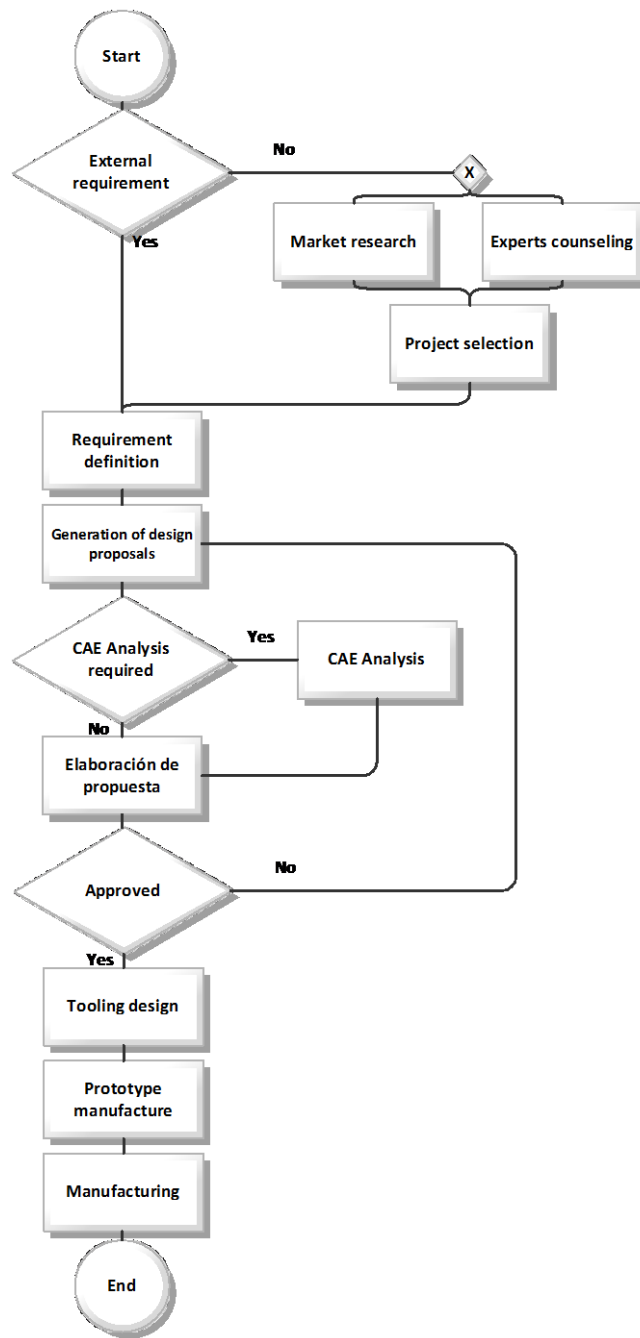 Start
External
requirement
No
X
Yes
Market research
Experts counseling
Project selection
Requirement
definition
Generation of design
proposals
CAE Analysis
required
Yes
CAE Analysis
No
Elaboración de
propuesta
Approved
No
Yes
Tooling design
Prototype
manufacture
Manufacturing
End